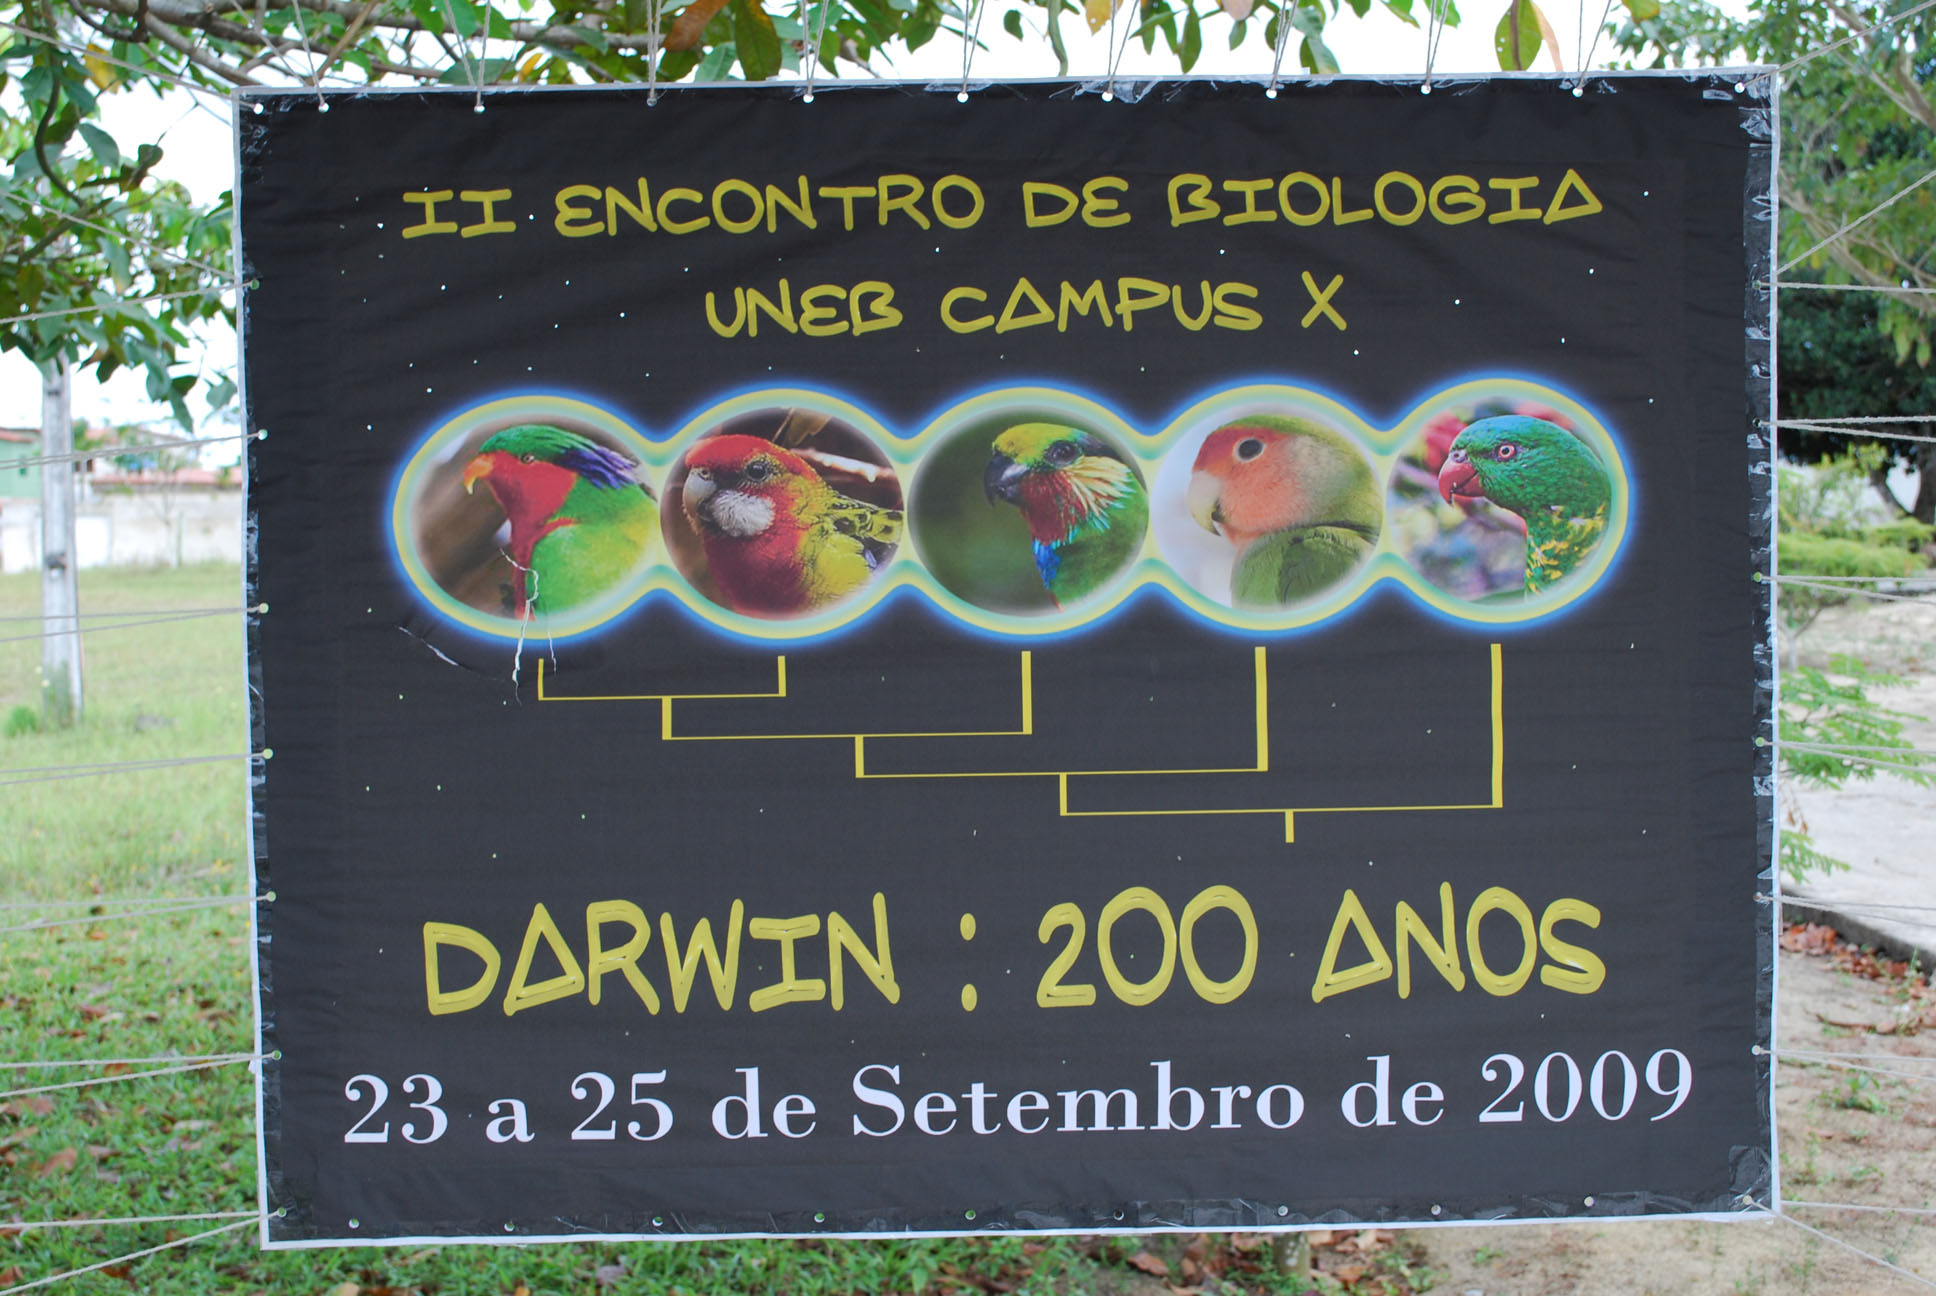 II ENCONTRO DE BIOLOGIA
UNEB CAMPUS X
DARWIN : 200 ANOS
23 a 25 de Setembro de 2009